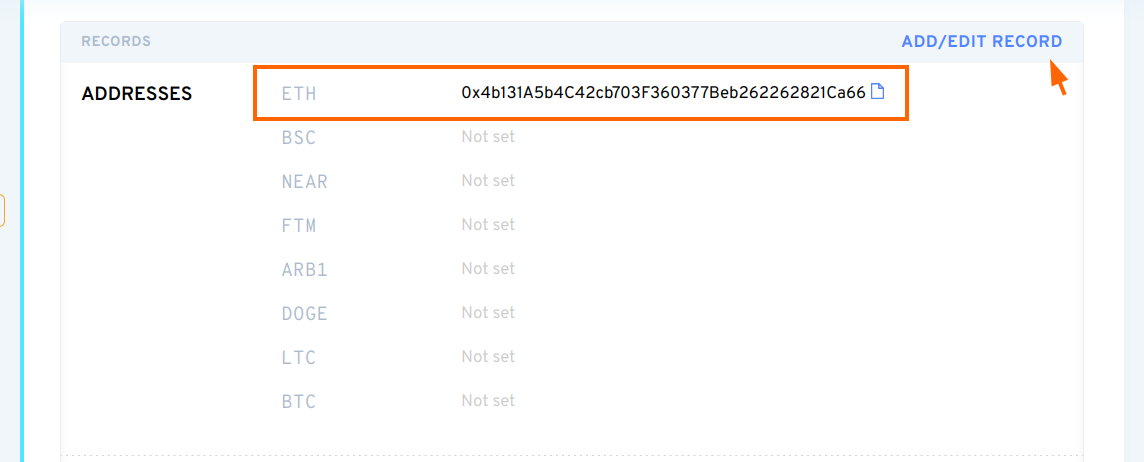 RECORDS ADD/EDIT RECORD
ADDRESSES ETH 0x4b131A5b4C42cb703F360377Beb262262821Ca66
BSC Not set
NEAR Not set
FTM Not set
ARB1 Not set
DOGE Not set
LTC Not set
BTC Not set